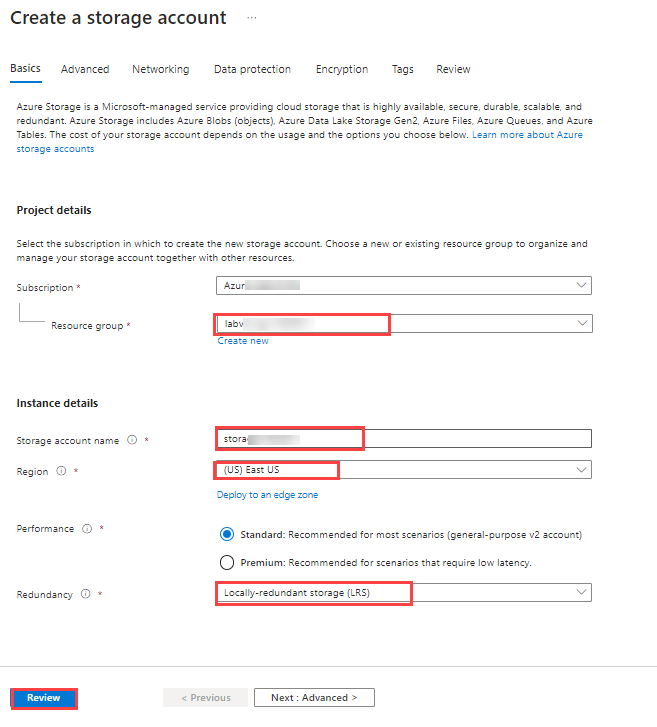 Create a storage account ...
Basics Advanced Networking Data protection Encryption Tags Review
Azure Storage is a Microsoft-managed service providing cloud storage that is highly available, secure, durable, scalable, and
redundant. Azure Storage includes Azure Blobs (objects), Azure Data Lake Storage Gen2, Azure Files, Azure Queues, and Azure
Tables. The cost of your storage account depends on the usage and the options you choose below. Learn more about Azure
storage accounts
Project details
Select the subscription in which to create the new storage account. Choose a new or existing resource group to organize and
manage your storage account together with other resources.
Subscription *
Resource group *
Create new
Instance details
Storage account name *
Region * (US) East US
Deploy to an edge zone
Performance *
Standard: Recommended for most scenarios (general-purpose v2 account)
Premium: Recommended for scenarios that require low latency.
Redundancy * Locally-redundant storage (LRS)
Review < Previous Next : Advanced >